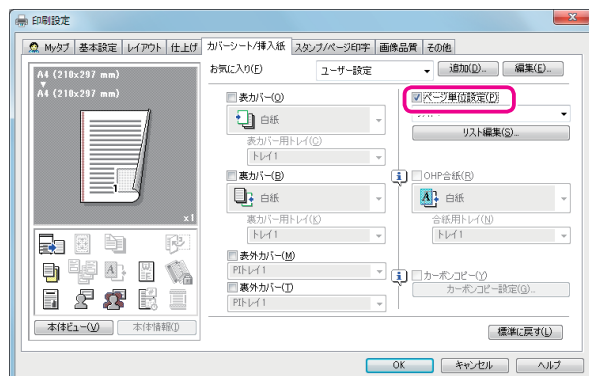 印刷設定
Myタブ 基本設定 レイアウト 仕上げ カバーシート/挿入紙 スタンプ/ページ印字 画像品質 その他
A4 (210x297 mm)
A4 (210x297 mm)
1
x1
本体ビュー(V) 本体情報(I)
お気に入り(F) ユーザー設定 追加(D)... 編集(E)...
表カバー(O)
白紙
表カバー用トレイ(C)
トレイ1
裏カバー(B)
白紙
裏カバー用トレイ(K)
トレイ1
表外カバー(M)
PIトレイ1
裏外カバー(T)
PIトレイ1
ページ単位設定(P)
リスト編集(S)...
OHP合紙(R)
白紙
合紙用トレイ(N)
トレイ1
カーボンコピー(Y)
カーボンコピー設定(G)...
標準に戻す(L)
OK キャンセル ヘルプ